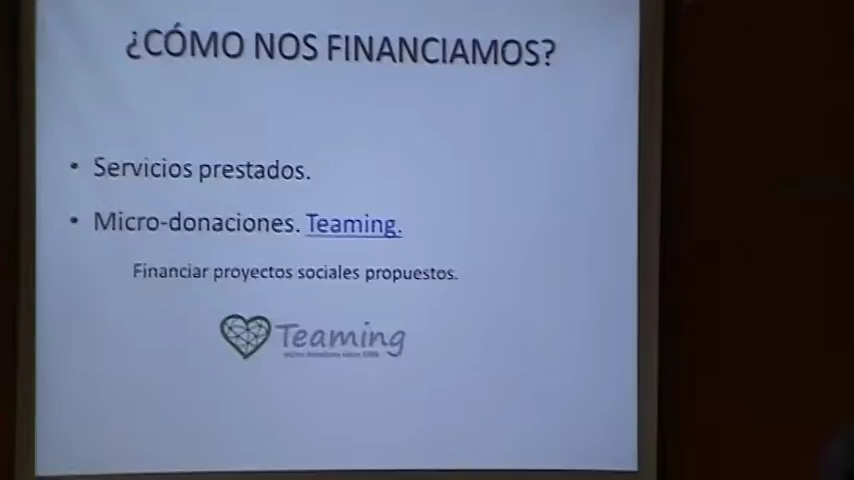 ¿CÓMO NOS FINANCIAMOS?
• Servicios prestados.
• Micro-donaciones. Teaming.
Financiar proyectos sociales propuestos.
Teaming